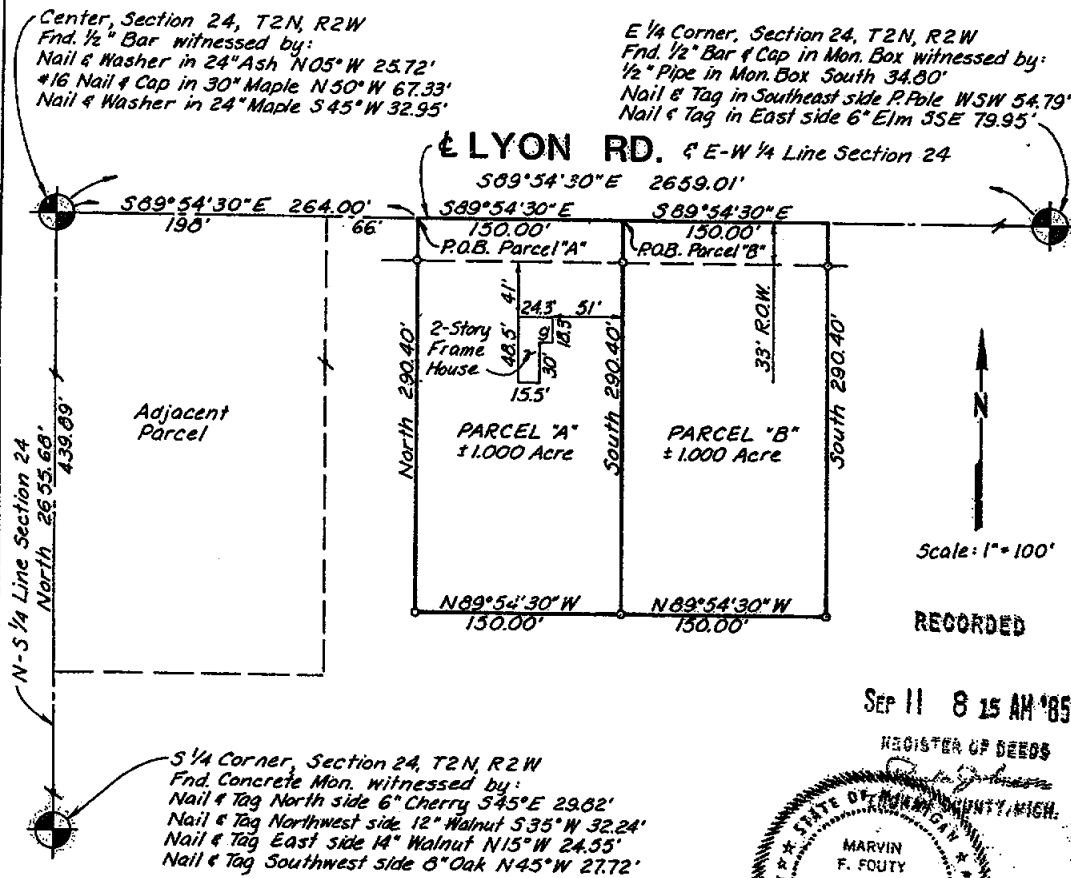 Center, Section 24, T2N, R2W
Fnd. 1/2" Bar witnessed by:
Nail & Washer in 24" Ash N05°W 25.72'
#16 Nail & Cap in 30" Maple N50°W 67.33'
Nail & Washer in 24" Maple S45°W 32.95'
E 1/4 Corner, Section 24, T2N, R2W
Fnd. 1/2" Bar & Cap in Mon. Box witnessed by:
1/2" Pipe in Mon. Box South 34.80'
Nail & Tag in Southeast side P.Pole WSW 54.79'
Nail & Tag in East side 6" Elm SSE 79.95'
℄ LYON RD. & E-W 1/4 Line Section 24
S89°54'30"E 2659.01'
S89°54'30"E 264.00'
198' 66'
S89°54'30"E
150.00'
P.O.B. Parcel "A"
S89°54'30"E
150.00'
P.O.B. Parcel "B"
41'
24.3' 51'
2-Story
Frame
House
48.5'
18.5'
30'
15.5'
33' R.O.W.
North 290.40'
South 290.40'
South 290.40'
Adjacent
Parcel
PARCEL "A"
±1.000 Acre
PARCEL "B"
±1.000 Acre
N-S 1/4 Line Section 24
North 2655.68'
439.89'
N
Scale: 1" = 100'
N89°54'30"W
150.00'
N89°54'30"W
150.00'
RECORDED
SEP 11 8 15 AM '85
REGISTER OF DEEDS
COUNTY, MICH.
S 1/4 Corner, Section 24, T2N, R2W
Fnd. Concrete Mon. witnessed by:
Nail & Tag North side 6" Cherry S45°E 29.82'
Nail & Tag Northwest side 12" Walnut S35°W 32.24'
Nail & Tag East side 14" Walnut N15°W 24.55'
Nail & Tag Southwest side 8" Oak N45°W 27.72'
STATE OF MICHIGAN
MARVIN
F. FOUTY